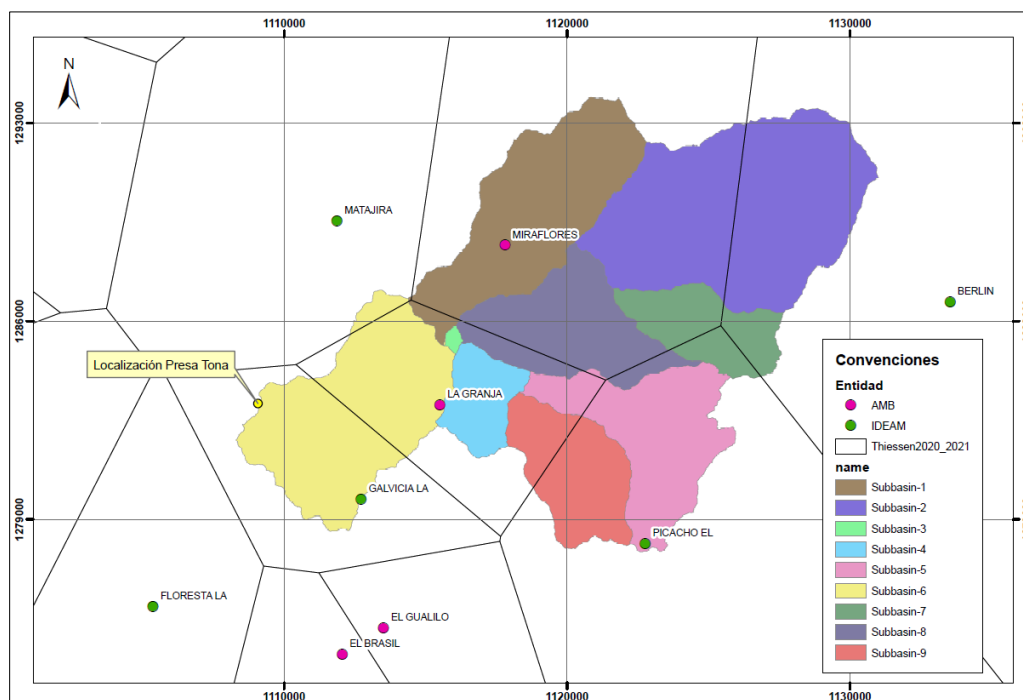 1110000
1120000
1130000
N
1293000
MATAJIRA
MIRAFLORES
BERLIN
1286000
Localización Presa Tona
LA GRANJA
GALVICIA LA
1279000
PICACHO EL
FLORESTA LA
EL GUALILO
EL BRASIL
Convenciones
Entidad
AMB
IDEAM
Thiessen2020_2021
name
Subbasin-1
Subbasin-2
Subbasin-3
Subbasin-4
Subbasin-5
Subbasin-6
Subbasin-7
Subbasin-8
Subbasin-9
1110000
1120000
1130000